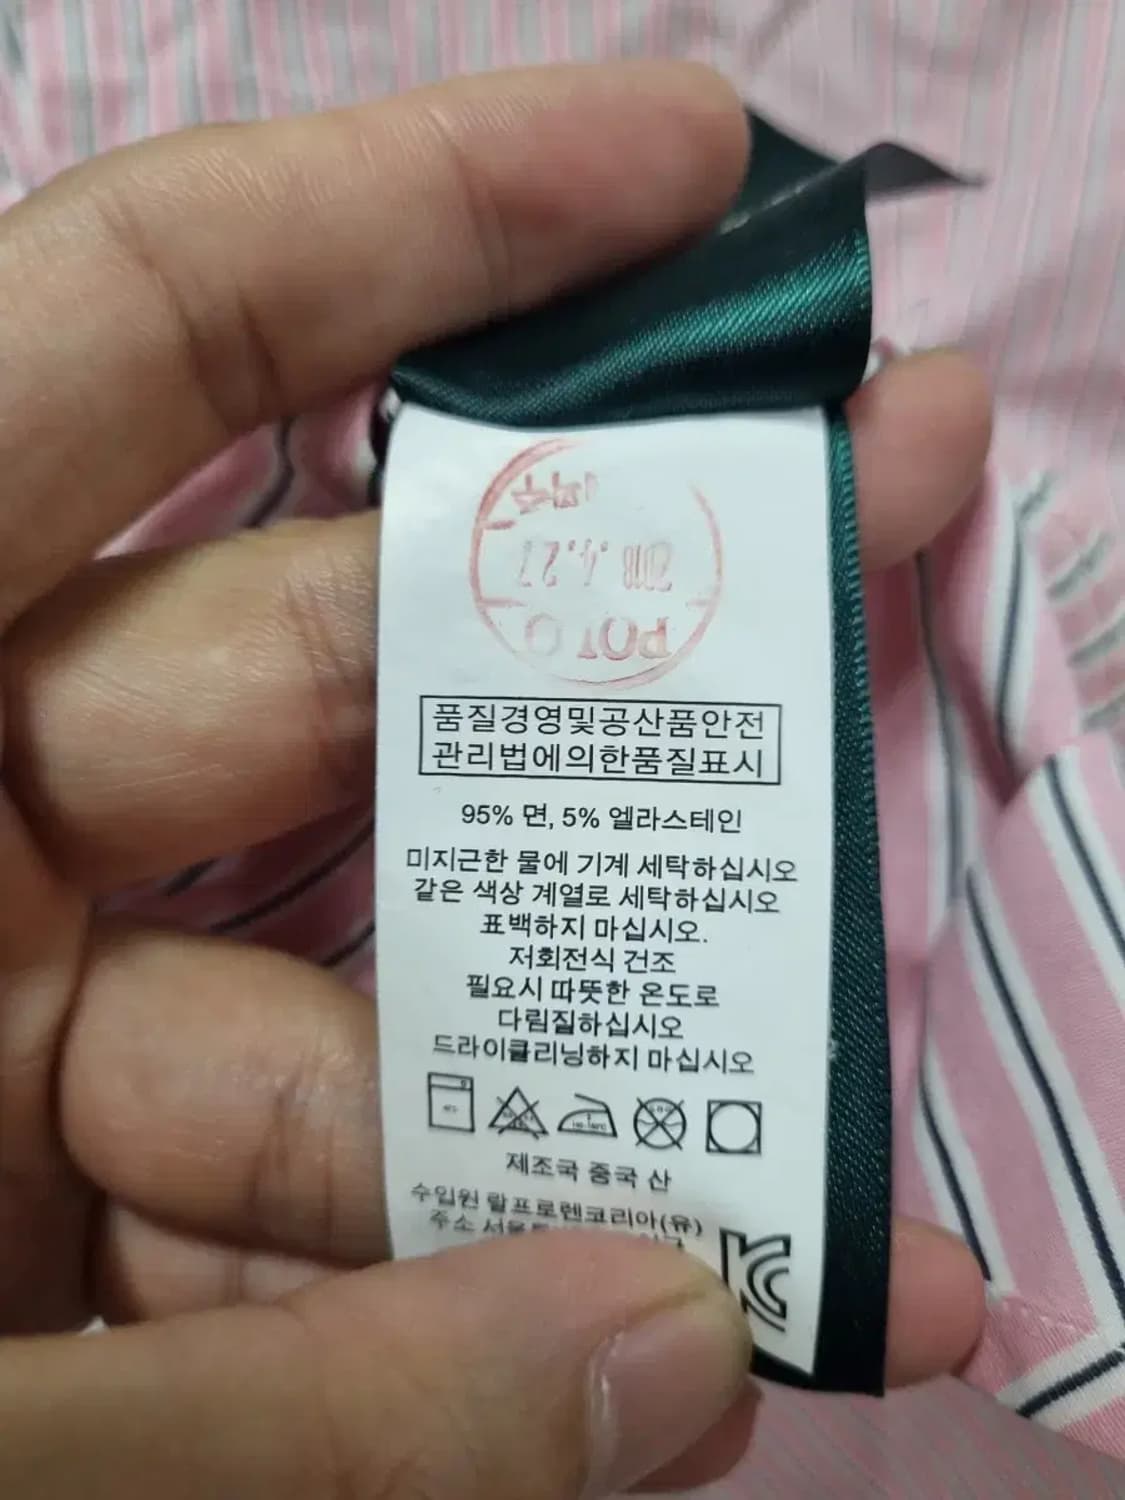 POLO
품질경영및공산품안전
관리법에의한품질표시
95% 면, 5% 엘라스테인
미지근한 물에 기계 세탁하십시오
같은 색상 계열로 세탁하십시오
표백하지 마십시오.
저회전식 건조
필요시 따뜻한 온도로
다림질하십시오
드라이클리닝하지 마십시오
제조국 중국 산
수입원 랄프로렌코리아(유)
주소 서울
KC